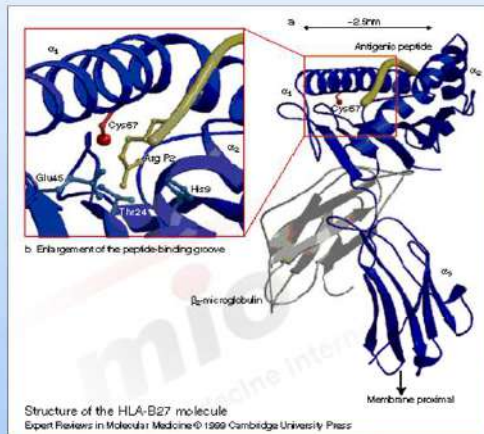 a
~2.5nm
Antigenic peptide
α1
α2
α1
Cys67
Cys67
α2
Arg P2
Glu45
His9
Thr24
b Enlargement of the peptide-binding groove
α3
β2-microglobulin
Membrane proximal
Structure of the HLA-B27 molecule
Expert Reviews in Molecular Medicine © 1999 Cambridge University Press